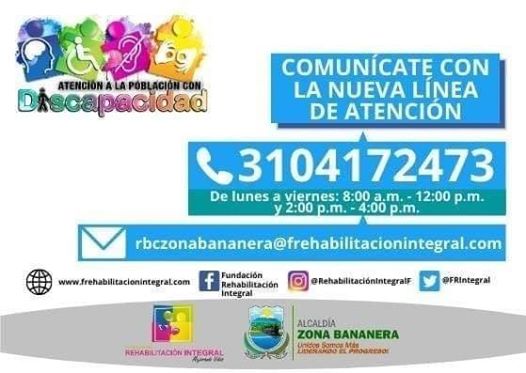 ATENCIÓN A LA POBLACIÓN CON
Discapacidad
COMUNÍCATE CON
LA NUEVA LÍNEA
DE ATENCIÓN
3104172473
De lunes a viernes: 8:00 a.m. - 12:00 p.m.
y 2:00 p.m. - 4:00 p.m.
rbczonabananera@frehabilitacionintegral.com
www.frehabilitacionintegral.com
Fundación
Rehabilitación
Integral
@RehabilitaciónIntegralF
@FRIntegral
REHABILITACIÓN INTEGRAL
Mejorando Vidas
ALCALDÍA
ZONA BANANERA
Unidos Somos Más
LIDERANDO EL PROGRESO!